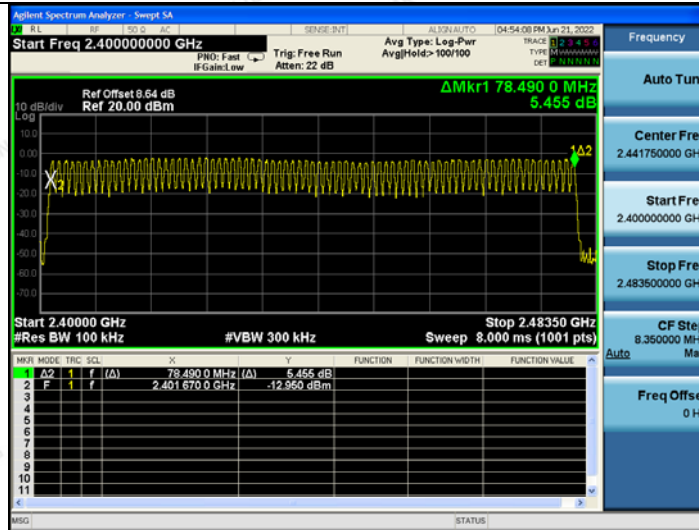 Agilent Spectrum Analyzer - Swept SA
RL RF 50 Ω AC SENSE:INT ALIGN AUTO 04:54:08 PM Jun 21, 2022
Start Freq 2.400000000 GHz
PNO: Fast
IFGain:Low
Trig: Free Run
Atten: 22 dB
Avg Type: Log-Pwr
Avg|Hold:> 100/100
TRACE 1 2 3 4 5 6
TYPE M
DET P N N N N N
Frequency
Auto Tun
ΔMkr1 78.490 0 MHz
5.455 dB
Ref Offset 8.64 dB
10 dB/div Ref 20.00 dBm
Log
10.0
0.00
-10.0
-20.0
-30.0
-40.0
-50.0
-60.0
-70.0
1Δ2
2
Center Fre
2.441750000 GH
Start Fre
2.400000000 GH
Stop Fre
2.483500000 GH
CF Ste
8.350000 MH
Auto Ma
Freq Offse
0 H
Start 2.40000 GHz Stop 2.48350 GHz
#Res BW 100 kHz #VBW 300 kHz Sweep 8.000 ms (1001 pts)
MKR MODE TRC SCL X Y FUNCTION FUNCTION WIDTH FUNCTION VALUE
1 Δ2 1 f (Δ) 78.490 0 MHz (Δ) 5.455 dB
2 F 1 f 2.401 670 0 GHz -12.950 dBm
3
4
5
6
7
8
9
10
11
MSG STATUS